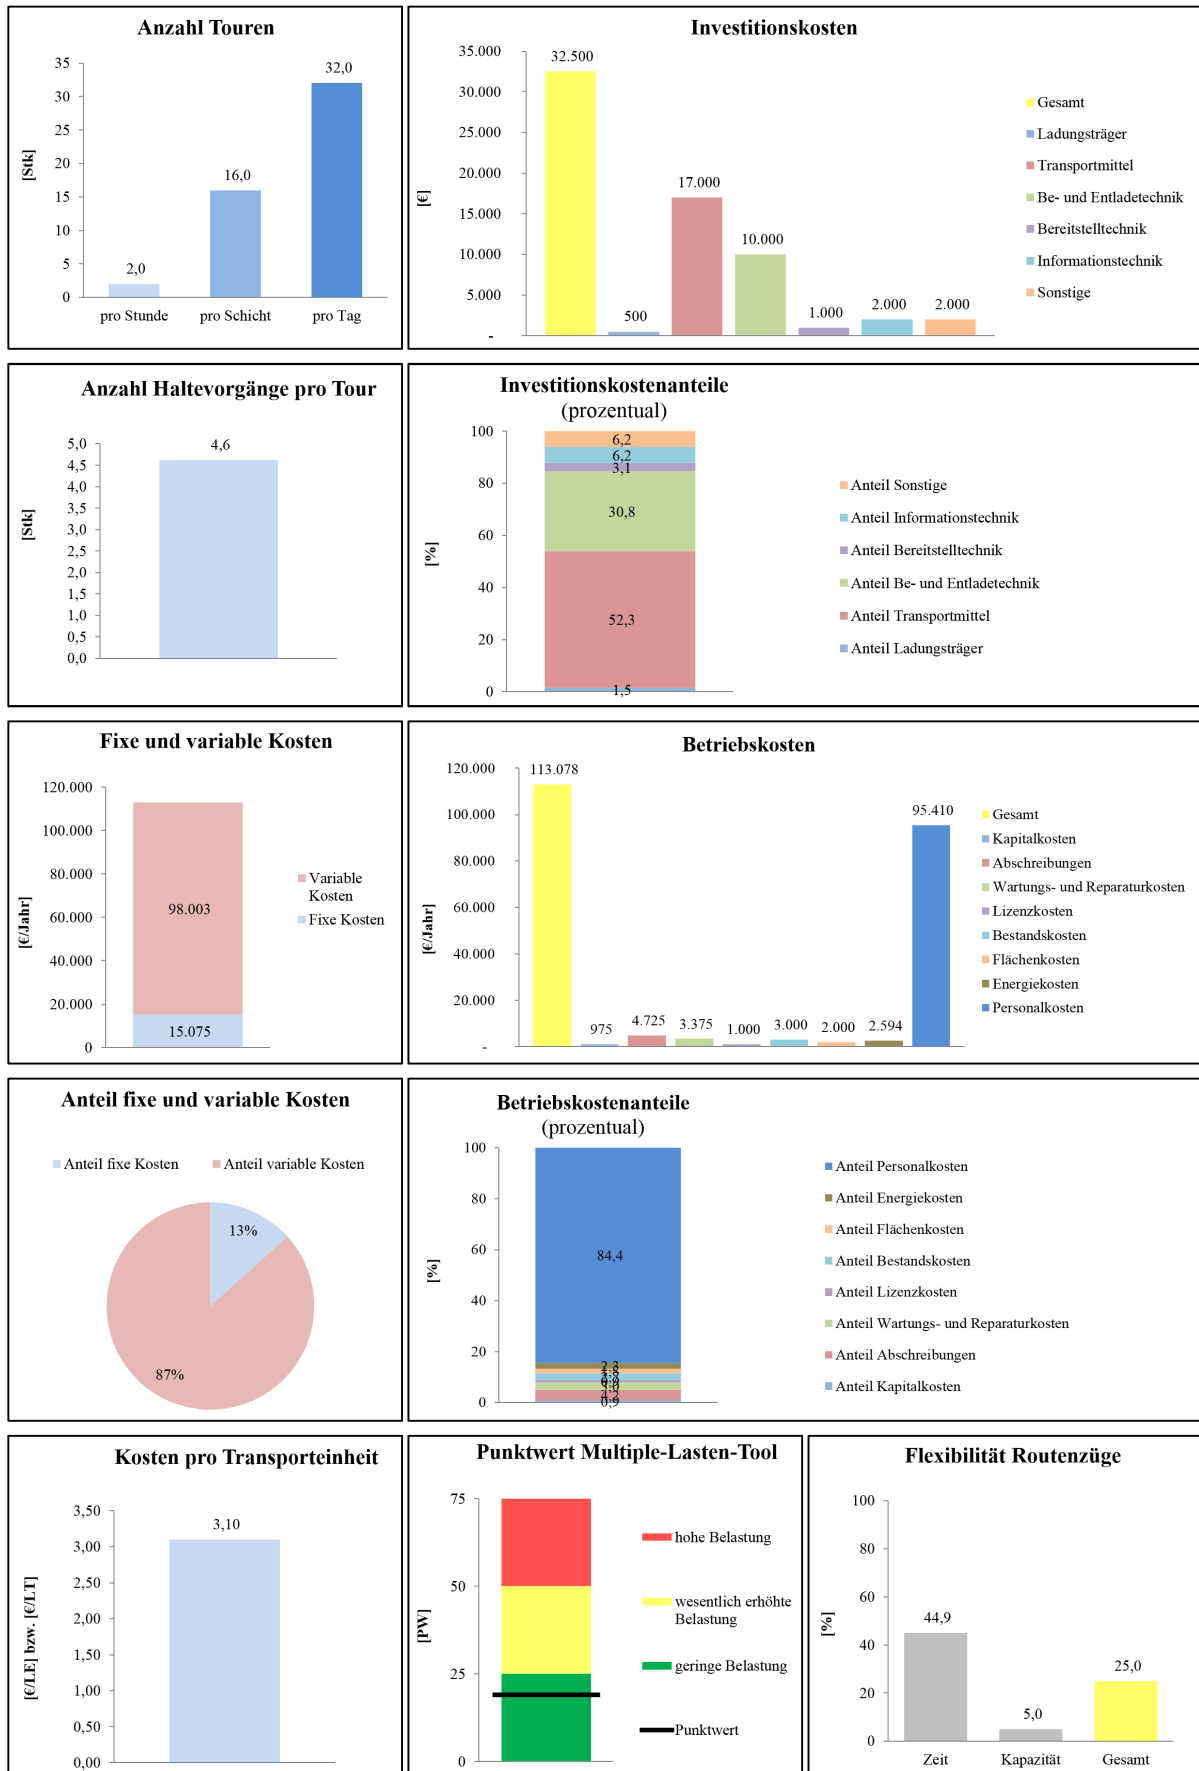 Anzahl Touren
[Stk]
35
30
25
20
15
10
5
0
2,0
16,0
32,0
pro Stunde
pro Schicht
pro Tag
Investitionskosten
[€]
35.000
30.000
25.000
20.000
15.000
10.000
5.000
-
32.500
500
17.000
10.000
1.000
2.000
2.000
Gesamt
Ladungsträger
Transportmittel
Be- und Entladetechnik
Bereitstelltechnik
Informationstechnik
Sonstige
Anzahl Haltevorgänge pro Tour
[Stk]
5,0
4,5
4,0
3,5
3,0
2,5
2,0
1,5
1,0
0,5
0,0
4,6
Investitionskostenanteile
(prozentual)
[%]
100
80
60
40
20
0
6,2
6,2
3,1
30,8
52,3
1,5
Anteil Sonstige
Anteil Informationstechnik
Anteil Bereitstelltechnik
Anteil Be- und Entladetechnik
Anteil Transportmittel
Anteil Ladungsträger
Fixe und variable Kosten
[€/Jahr]
120.000
100.000
80.000
60.000
40.000
20.000
0
98.003
15.075
Variable
Kosten
Fixe Kosten
Betriebskosten
[€/Jahr]
120.000
100.000
80.000
60.000
40.000
20.000
-
113.078
975
4.725
3.375
1.000
3.000
2.000
2.594
95.410
Gesamt
Kapitalkosten
Abschreibungen
Wartungs- und Reparaturkosten
Lizenzkosten
Bestandskosten
Flächenkosten
Energiekosten
Personalkosten
Anteil fixe und variable Kosten
Anteil fixe Kosten
Anteil variable Kosten
13%
87%
Betriebskostenanteile
(prozentual)
[%]
100
80
60
40
20
0
84,4
2,3
3,0
4,2
0,9
Anteil Personalkosten
Anteil Energiekosten
Anteil Flächenkosten
Anteil Bestandskosten
Anteil Lizenzkosten
Anteil Wartungs- und Reparaturkosten
Anteil Abschreibungen
Anteil Kapitalkosten
Kosten pro Transporteinheit
[€/LE] bzw. [€/LT]
3,50
3,00
2,50
2,00
1,50
1,00
0,50
0,00
3,10
Punktwert Multiple-Lasten-Tool
[PW]
75
50
25
0
hohe Belastung
wesentlich erhöhte
Belastung
geringe Belastung
Punktwert
Flexibilität Routenzüge
[%]
100
80
60
40
20
0
44,9
5,0
25,0
Zeit
Kapazität
Gesamt